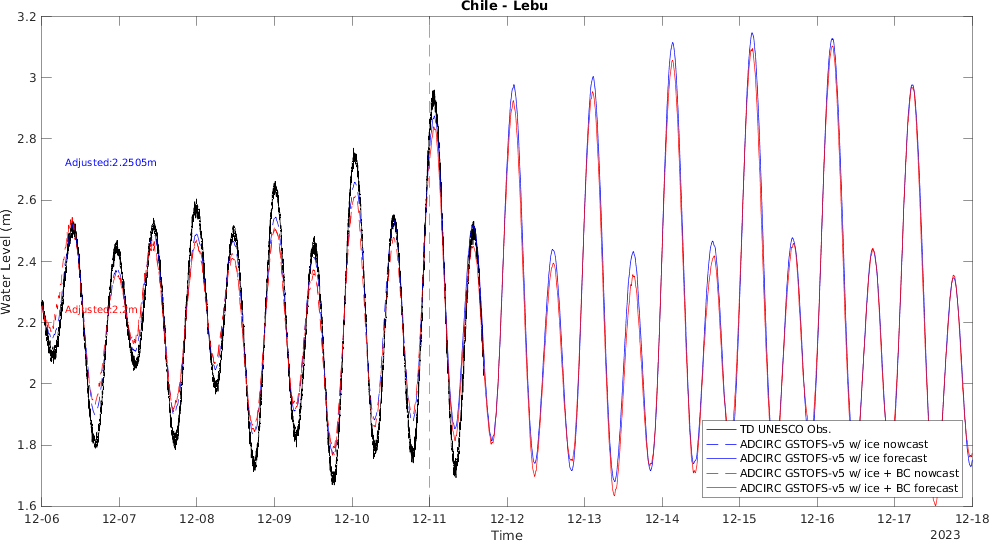 Chile - Lebu
3.2
3
2.8
2.6
2.4
2.2
2
1.8
1.6
Water Level (m)
Adjusted:2.2505m
Adjusted:2.2m
TD UNESCO Obs.
ADCIRC GSTOFS-v5 w/ ice nowcast
ADCIRC GSTOFS-v5 w/ ice forecast
ADCIRC GSTOFS-v5 w/ ice + BC nowcast
ADCIRC GSTOFS-v5 w/ ice + BC forecast
12-06 12-07 12-08 12-09 12-10 12-11 12-12 12-13 12-14 12-15 12-16 12-17 12-18
Time
2023